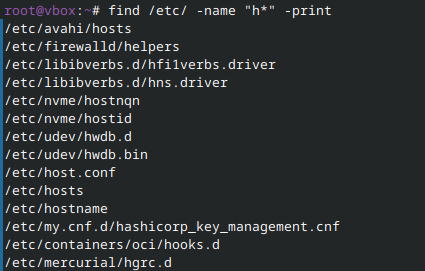 root@vbox:~# find /etc/ -name "h*" -print
/etc/avahi/hosts
/etc/firewalld/helpers
/etc/libibverbs.d/hfi1verbs.driver
/etc/libibverbs.d/hns.driver
/etc/nvme/hostnqn
/etc/nvme/hostid
/etc/udev/hwdb.d
/etc/udev/hwdb.bin
/etc/host.conf
/etc/hosts
/etc/hostname
/etc/my.cnf.d/hashicorp_key_management.cnf
/etc/containers/oci/hooks.d
/etc/mercurial/hgrc.d